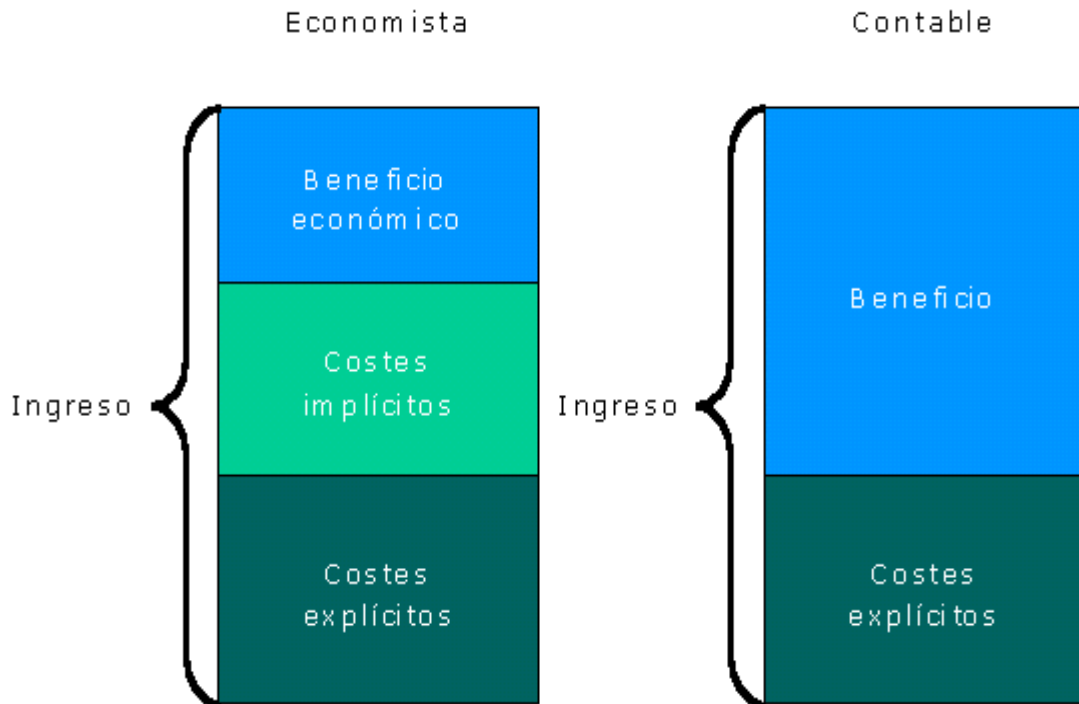 Economista
Contable
Beneficio
económico
Beneficio
Costes
implícitos
Ingreso
Ingreso
Costes
explícitos
Costes
explícitos